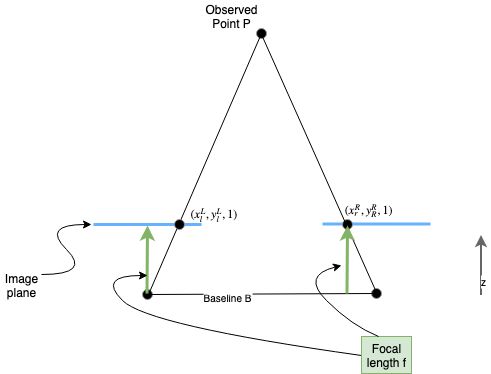 Observed
Point P
(x_l^L, y_l^L, 1)
(x_R^R, y_R^R, 1)
Image
plane
Baseline B
z
Focal
length f